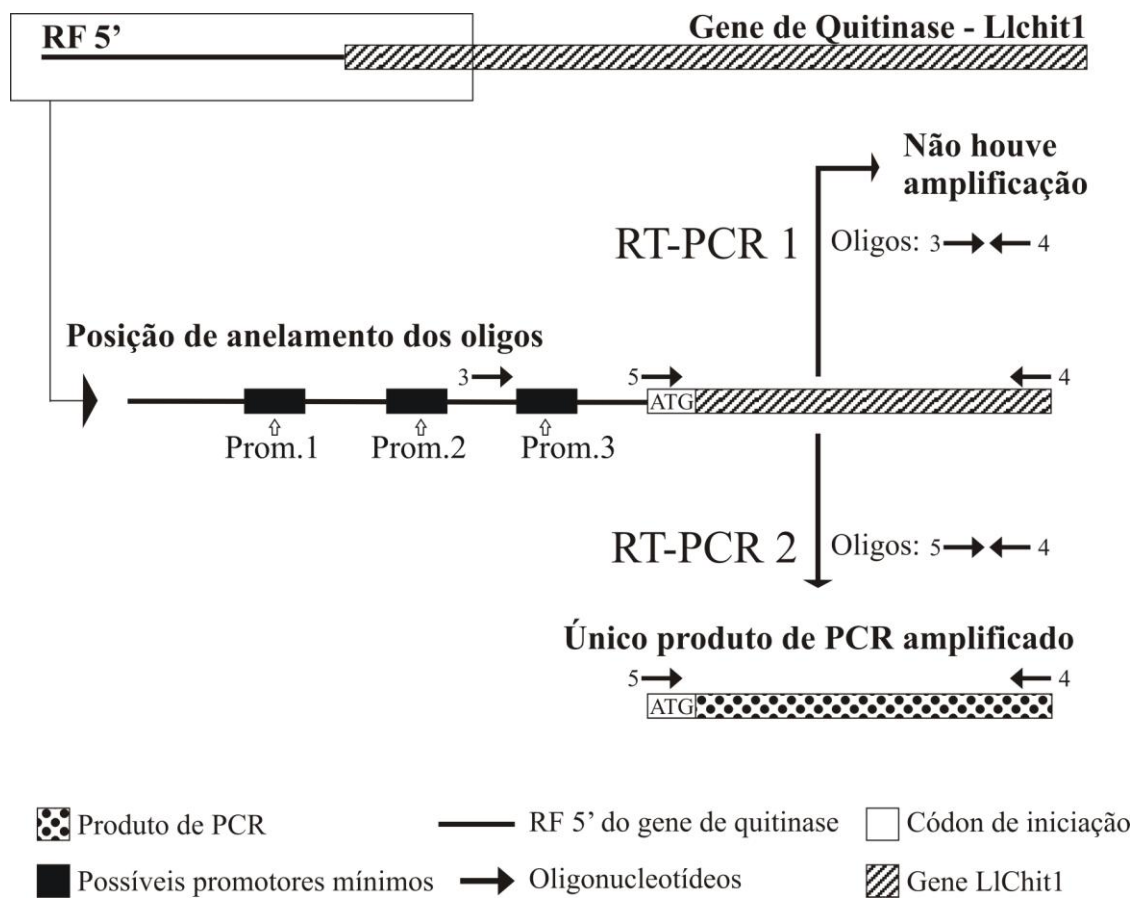 RF 5’
Gene de Quitinase - Llchit1
Não houve
amplificação
RT-PCR 1
Oligos: 3 4
Posição de anelamento dos oligos
3 5 4
ATG
Prom.1 Prom.2 Prom.3
RT-PCR 2
Oligos: 5 4
Único produto de PCR amplificado
5 4
ATG
Produto de PCR
RF 5’ do gene de quitinase
Códon de iniciação
Possíveis promotores mínimos
Oligonucleotídeos
Gene LlChit1